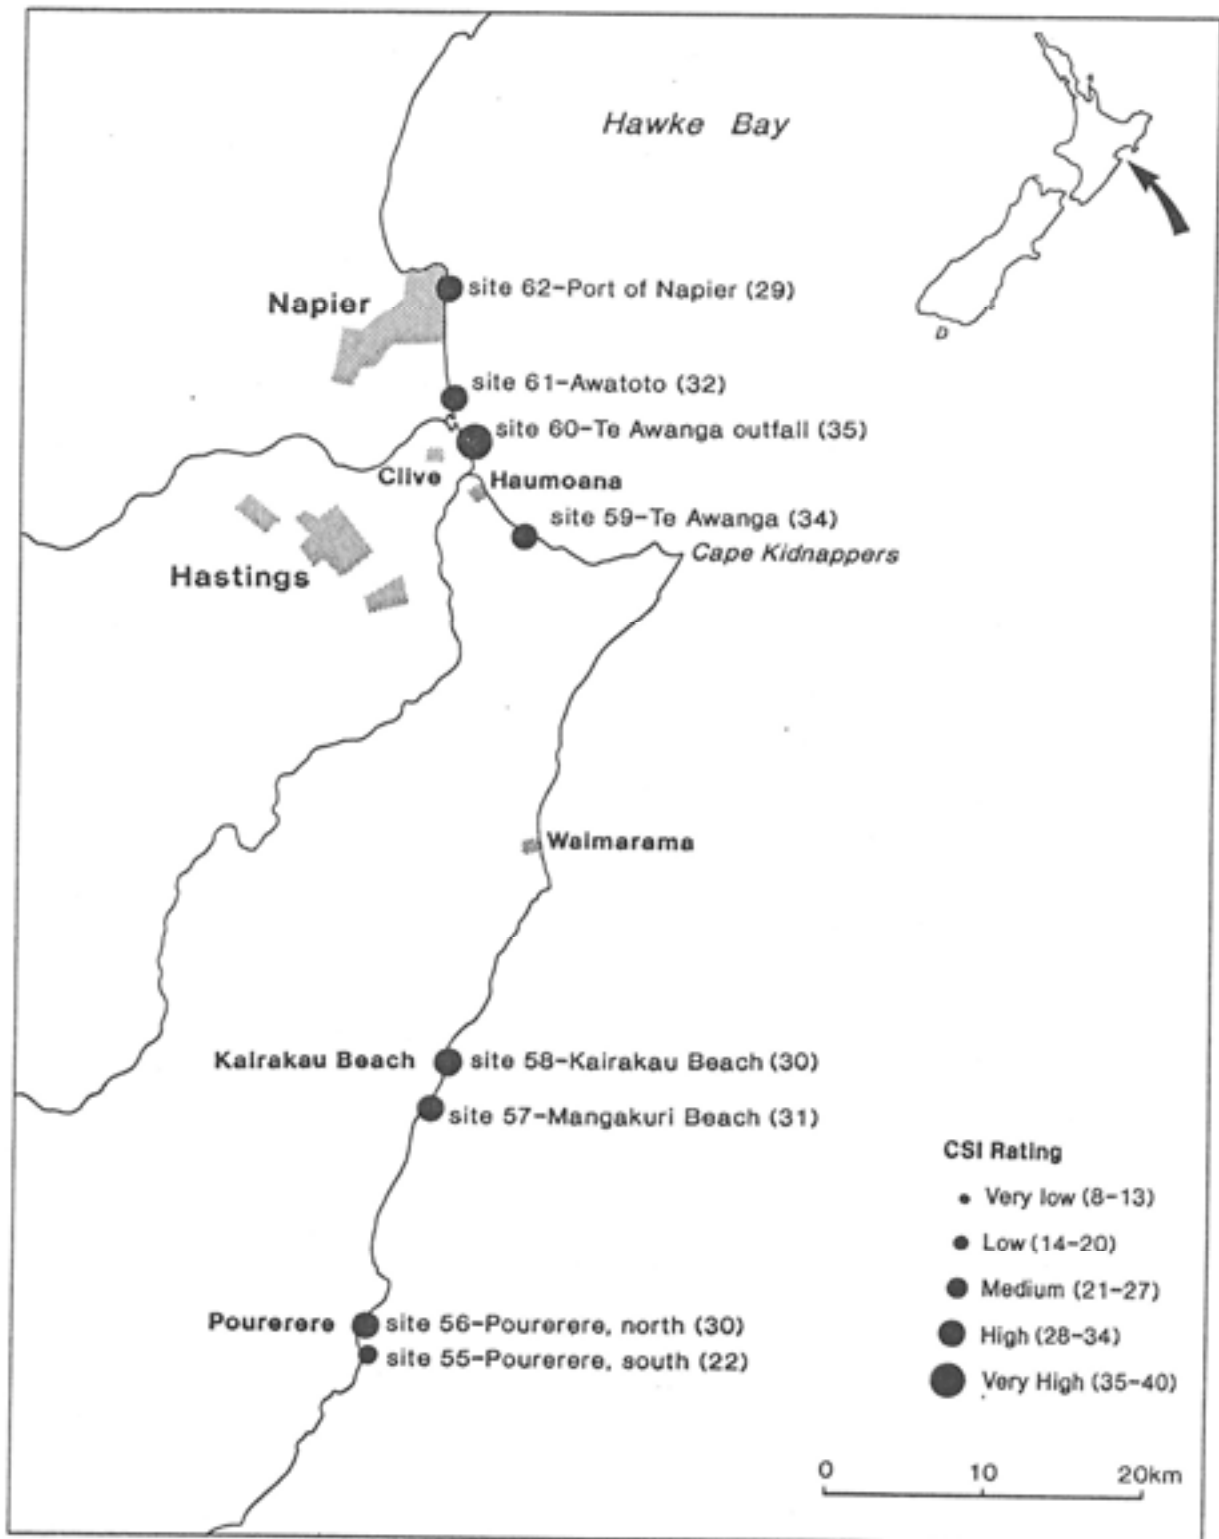 Hawke Bay
site 62-Port of Napier (29)
Napier
site 61-Awatoto (32)
site 60-Te Awanga outfall (35)
Clive
Haumoana
site 59-Te Awanga (34)
Cape Kidnappers
Hastings
Waimarama
Kairakau Beach
site 58-Kairakau Beach (30)
site 57-Mangakuri Beach (31)
CSI Rating
Very low (8-13)
Low (14-20)
Medium (21-27)
High (28-34)
Very High (35-40)
Pourerere
site 56-Pourerere, north (30)
site 55-Pourerere, south (22)
0 10 20km